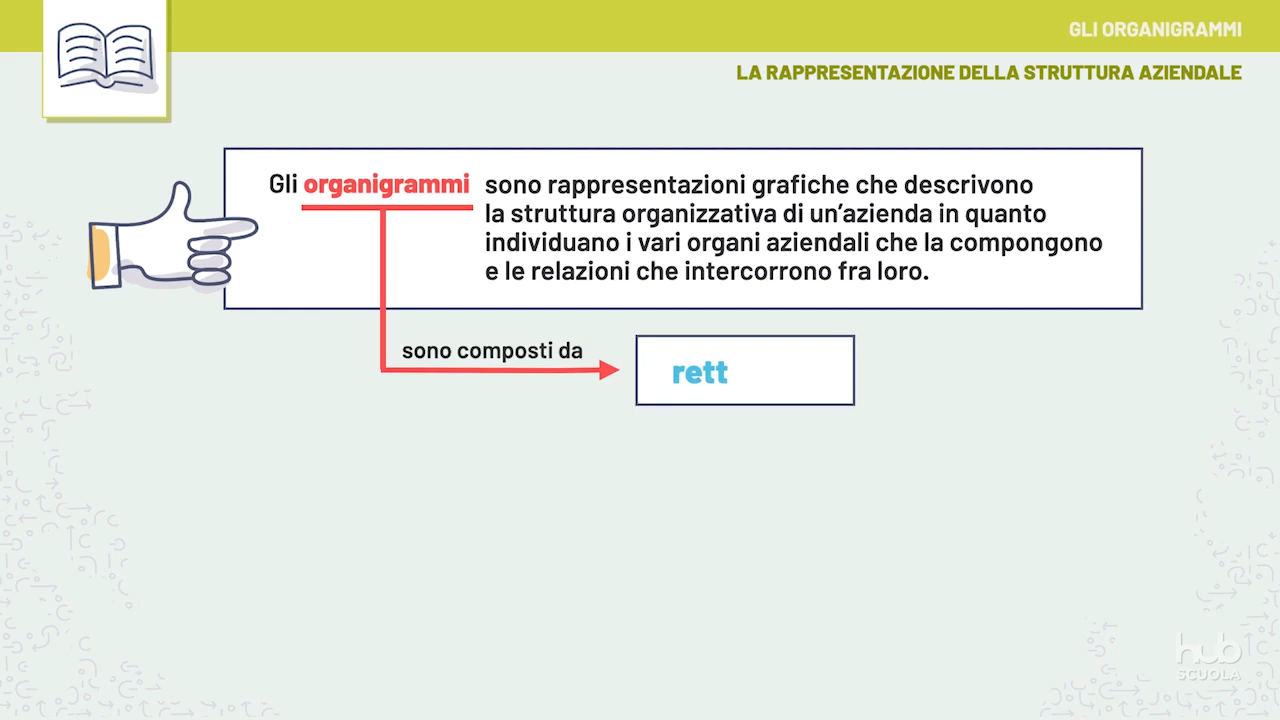 GLI ORGANIGRAMMI
LA RAPPRESENTAZIONE DELLA STRUTTURA AZIENDALE
Gli organigrammi sono rappresentazioni grafiche che descrivono
la struttura organizzativa di un'azienda in quanto
individuano i vari organi aziendali che la compongono
e le relazioni che intercorrono fra loro.
sono composti da
rett
hub
SCUOLA